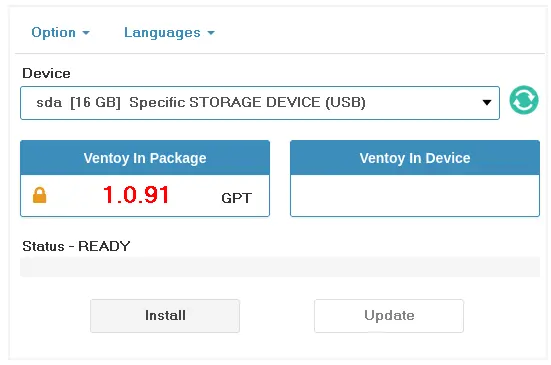 Option Languages
Device
sda [16 GB] Specific STORAGE DEVICE (USB)
Ventoy In Package Ventoy In Device
1.0.91 GPT
Status - READY
Install Update